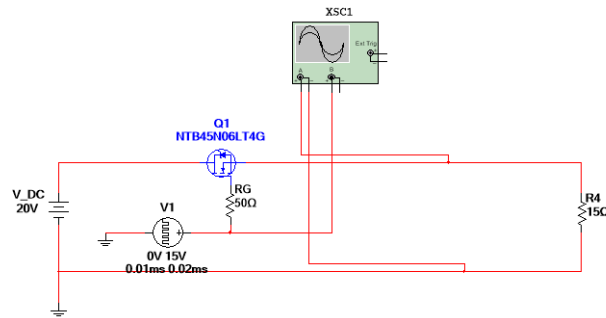 XSC1
Ext Trig
A
B
Q1
NTB45N06LT4G
V_DC
20V
V1
RG
50Ω
R4
15Ω
0V 15V
0.01ms 0.02ms